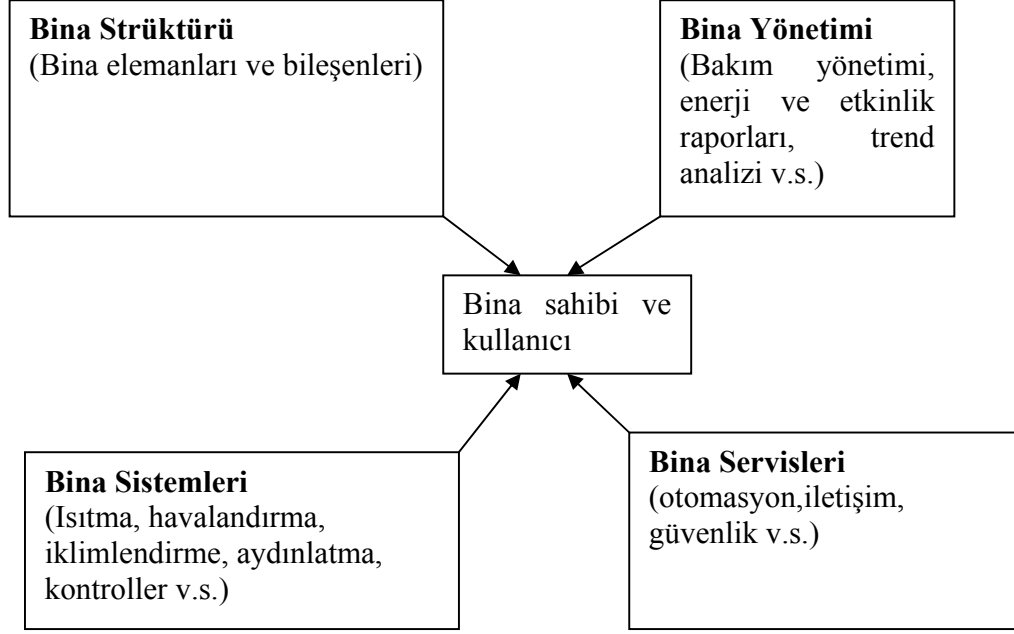 Bina Strüktürü
(Bina elemanları ve bileşenleri)
Bina Yönetimi
(Bakım yönetimi,
enerji ve etkinlik
raporları, trend
analizi v.s.)
Bina sahibi ve
kullanıcı
Bina Sistemleri
(Isıtma, havalandırma,
iklimlendirme, aydınlatma,
kontroller v.s.)
Bina Servisleri
(otomasyon,iletişim,
güvenlik v.s.)